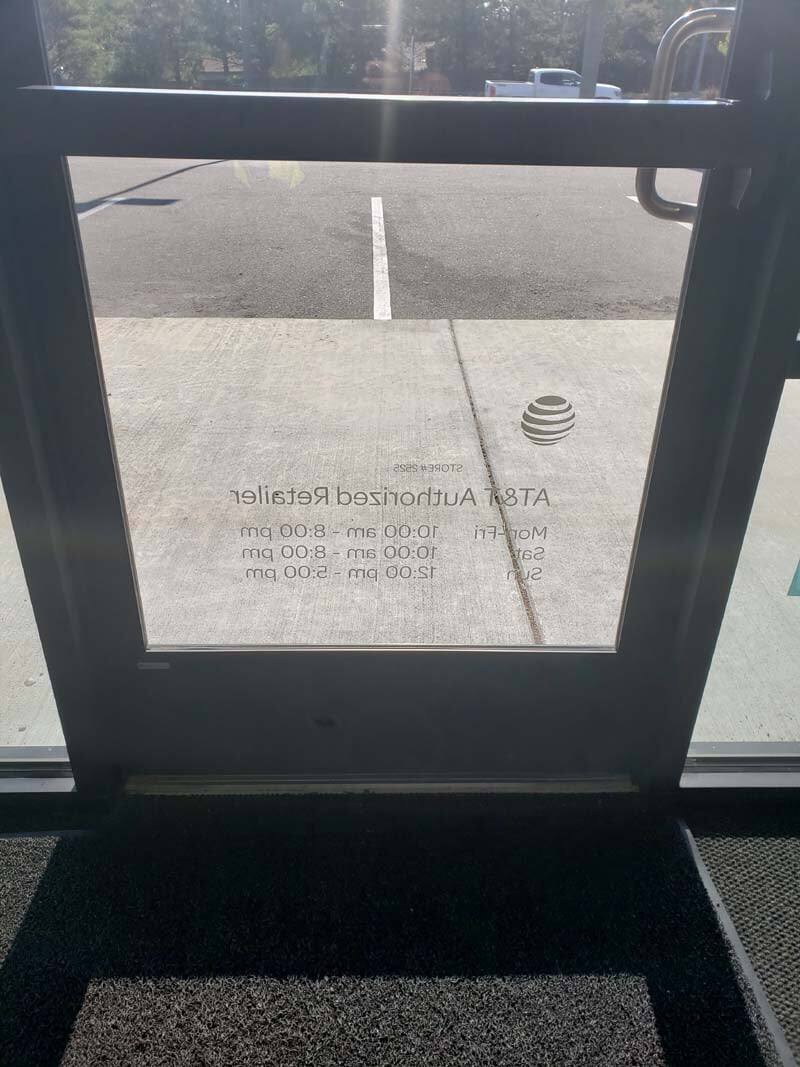 STORE# 2525
AT&T Authorized Retailer
Mon-Fri 10:00 am - 8:00 pm
Sat 10:00 am - 8:00 pm
Sun 12:00 pm - 5:00 pm